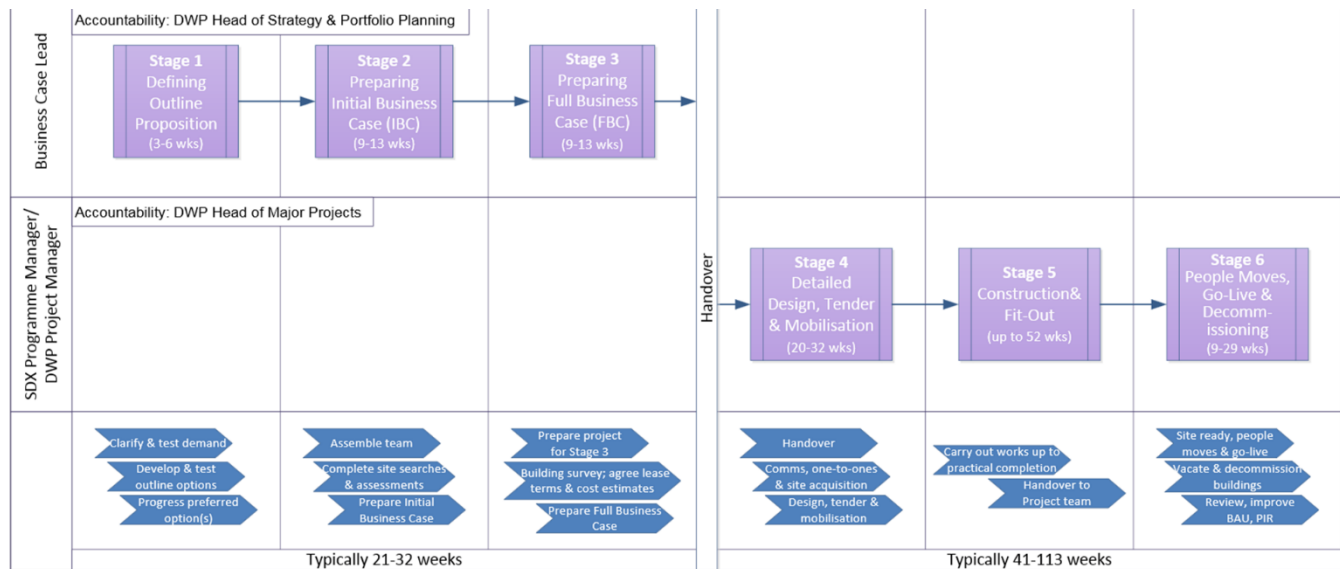 Accountability: DWP Head of Strategy & Portfolio Planning
Business Case Lead
Stage 1
Defining
Outline
Proposition
(3-6 wks)
Stage 2
Preparing
Initial Business
Case (IBC)
(9-13 wks)
Stage 3
Preparing
Full Business
Case (FBC)
(9-13 wks)
Accountability: DWP Head of Major Projects
SDX Programme Manager/
DWP Project Manager
Handover
Stage 4
Detailed
Design, Tender
& Mobilisation
(20-32 wks)
Stage 5
Construction&
Fit-Out
(up to 52 wks)
Stage 6
People Moves,
Go-Live &
Decomm-
issioning
(9-29 wks)
Clarify & test demand
Develop & test
outline options
Progress preferred
option(s)
Assemble team
Complete site searches
& assessments
Prepare Initial
Business Case
Prepare project
for Stage 3
Building survey; agree lease
terms & cost estimates
Prepare Full Business
Case
Handover
Comms, one-to-ones
& site acquisition
Design, tender &
mobilisation
Carry out works up to
practical completion
Handover to
Project team
Site ready, people
moves & go-live
Vacate & decommission
buildings
Review, improve
BAU, PIR
Typically 21-32 weeks
Typically 41-113 weeks